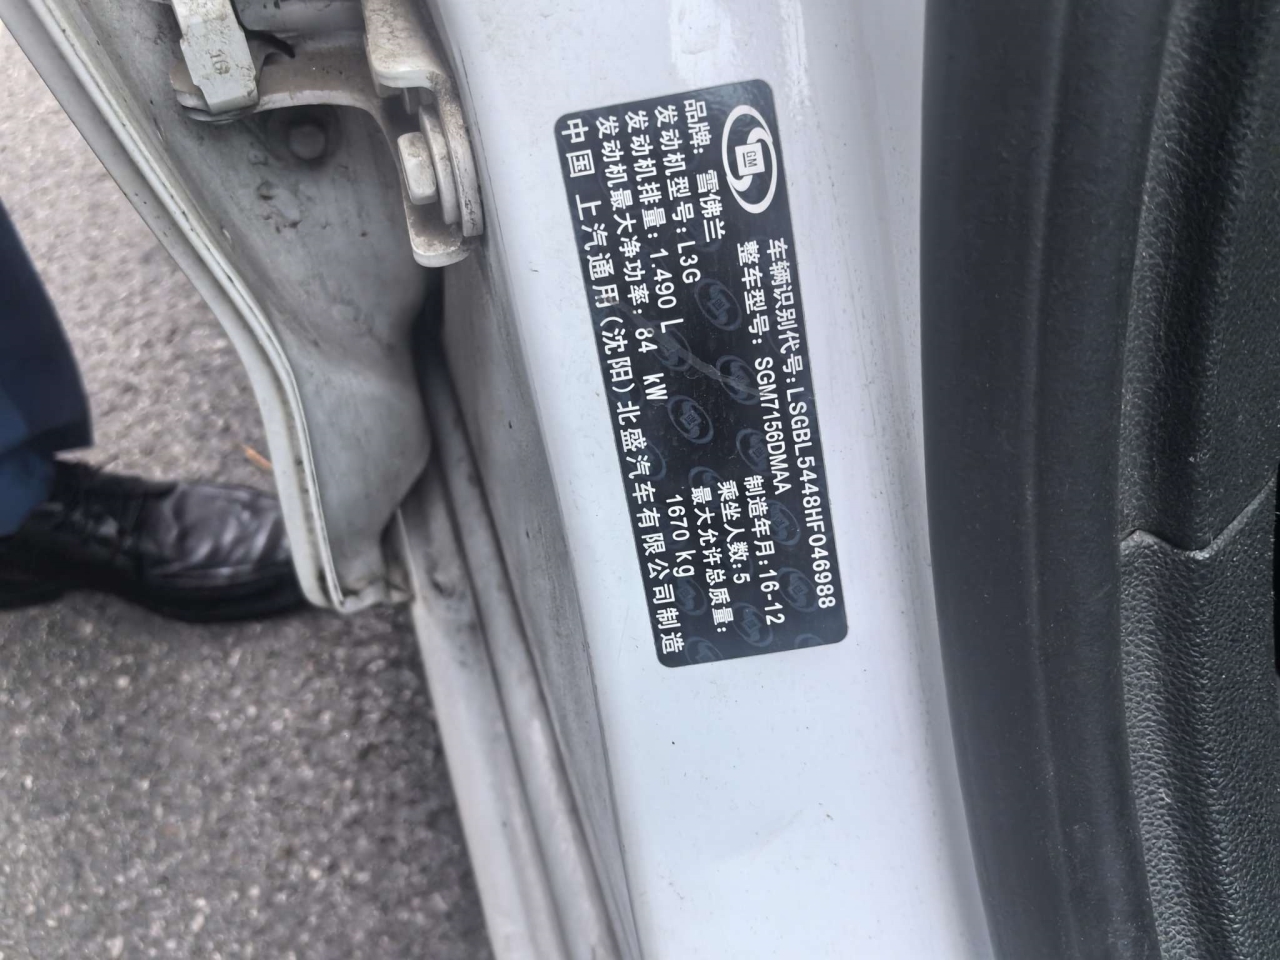 GM
车辆识别代号:LSGBL5448HF046988
整车型号: SGM7156DMAA
品牌: 雪佛兰
制造年月:16-12
发动机型号:L3G
乘坐人数:5
发动机排量: 1.490 L
最大允许总质量:
发动机最大净功率: 84 kW
1670 kg
中国 上汽通用(沈阳)北盛汽车有限公司制造
16